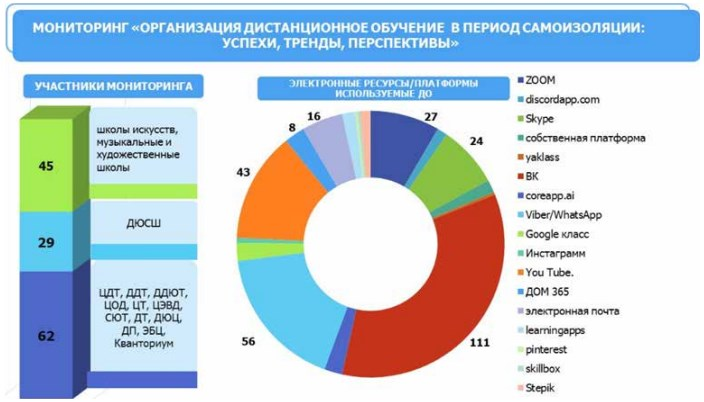 МОНИТОРИНГ «ОРГАНИЗАЦИЯ ДИСТАНЦИОННОЕ ОБУЧЕНИЕ В ПЕРИОД САМОИЗОЛЯЦИИ:
УСПЕХИ, ТРЕНДЫ, ПЕРСПЕКТИВЫ»
УЧАСТНИКИ МОНИТОРИНГА
45
школы искусств,
музыкальные и
художественные
школы
29
ДЮСШ
62
ЦДТ, ДДТ, ДДЮТ,
ЦОД, ЦТ, ЦЭВД,
СЮТ, ДТ, ДЮЦ,
ДП, ЭБЦ,
Кванториум
ЭЛЕКТРОННЫЕ РЕСУРСЫ/ПЛАТФОРМЫ
ИСПОЛЬЗУЕМЫЕ ДО
27
24
111
56
43
8
16
ZOOM
discordapp.com
Skype
собственная платформа
yaklass
ВК
coreapp.ai
Viber/WhatsApp
Google класс
Инстаграмм
You Tube.
ДОМ 365
электронная почта
learningapps
pinterest
skillbox
Stepik